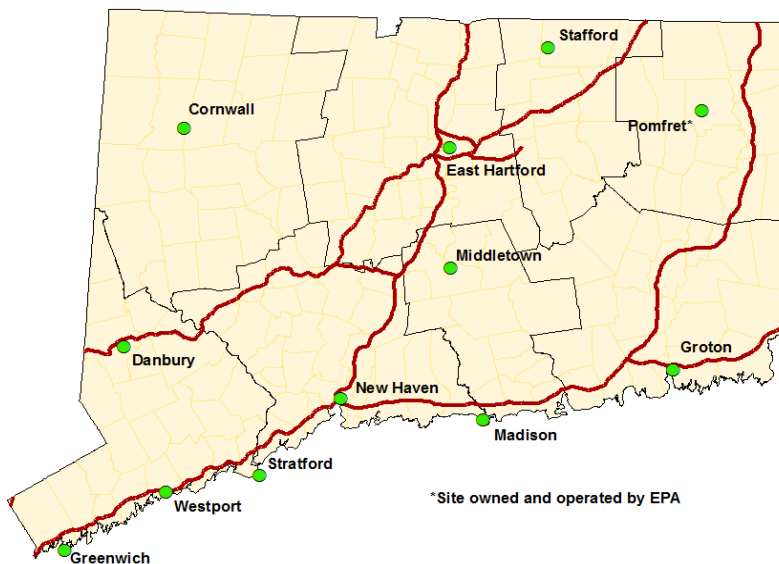 Stafford
Cornwall
Pomfret*
East Hartford
Middletown
Groton
Danbury
New Haven
Madison
Stratford
*Site owned and operated by EPA
Westport
Greenwich